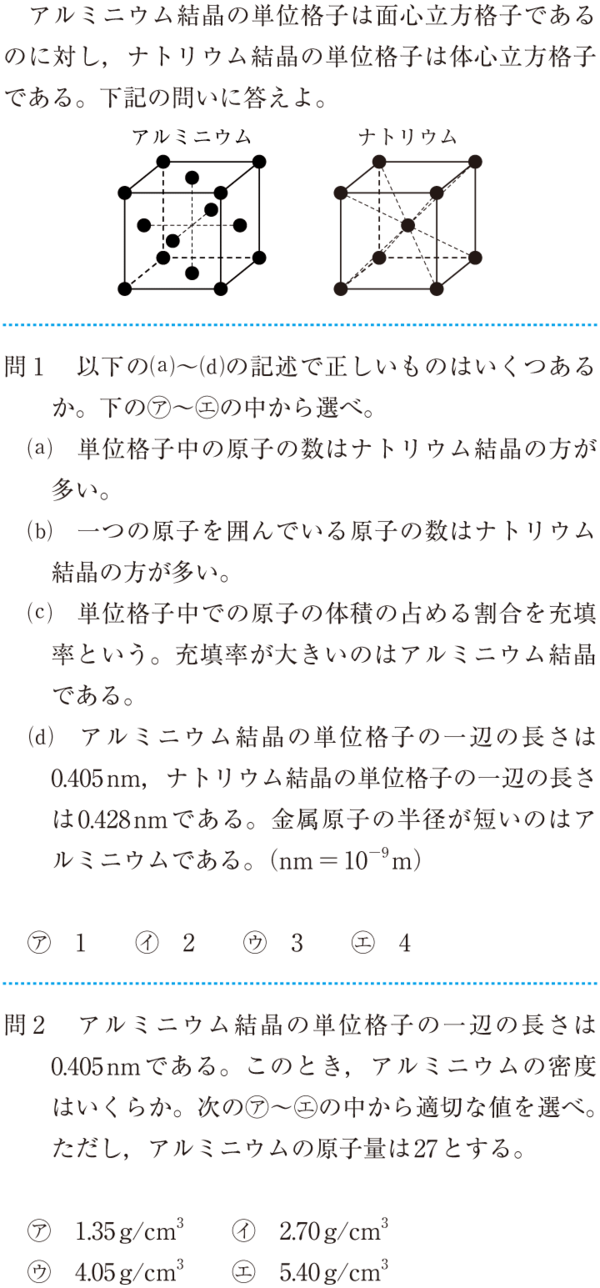 アルミニウム結晶の単位格子は面心立方格子である
のに対し，ナトリウム結晶の単位格子は体心立方格子
である。下記の問いに答えよ。
アルミニウム　ナトリウム
問1　以下の(a)～(d)の記述で正しいものはいくつある
か。下の㋐～㋓の中から選べ。
(a)　単位格子中の原子の数はナトリウム結晶の方が
多い。
(b)　一つの原子を囲んでいる原子の数はナトリウム
結晶の方が多い。
(c)　単位格子中での原子の体積の占める割合を充填
率という。充填率が大きいのはアルミニウム結晶
である。
(d)　アルミニウム結晶の単位格子の一辺の長さは
0.405nm，ナトリウム結晶の単位格子の一辺の長さ
は0.428nmである。金属原子の半径が短いのはア
ルミニウムである。（nm＝10⁻⁹m）
㋐　1　　㋑　2　　㋒　3　　㋓　4
問2　アルミニウム結晶の単位格子の一辺の長さは
0.405nmである。このとき，アルミニウムの密度
はいくらか。次の㋐～㋓の中から適切な値を選べ。
ただし，アルミニウムの原子量は27とする。
㋐　1.35g/cm³　　㋑　2.70g/cm³
㋒　4.05g/cm³　　㋓　5.40g/cm³